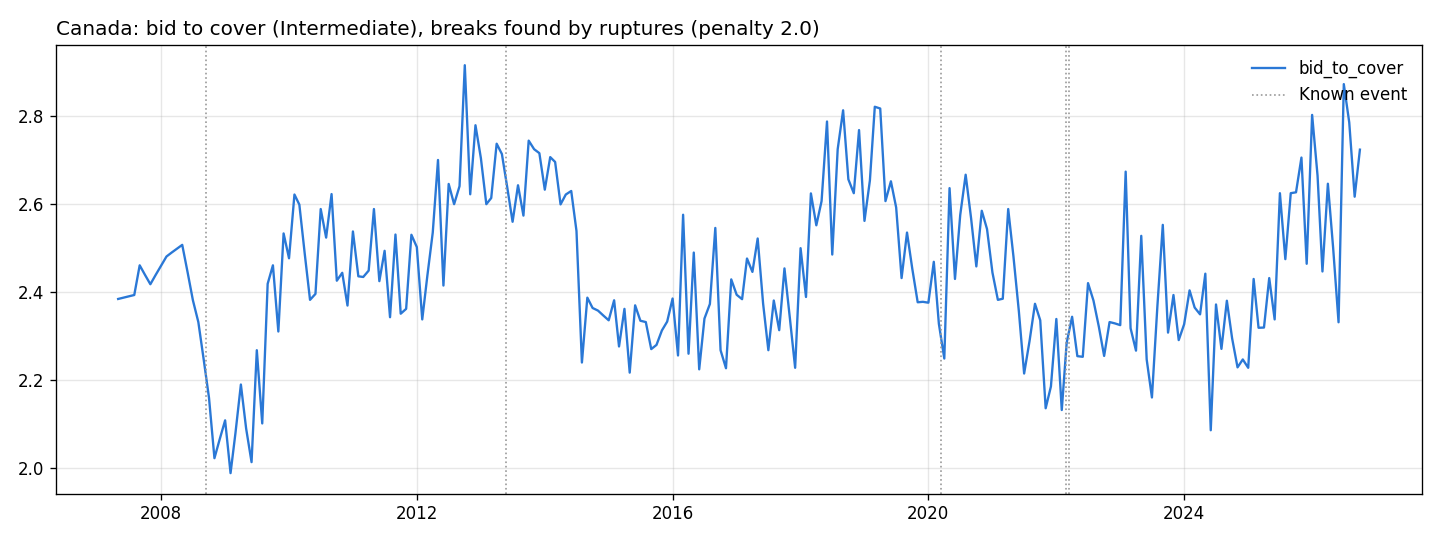 Canada: bid to cover (Intermediate), breaks found by ruptures (penalty 2.0)
bid_to_cover
Known event
2.8
2.6
2.4
2.2
2.0
2008 2012 2016 2020 2024